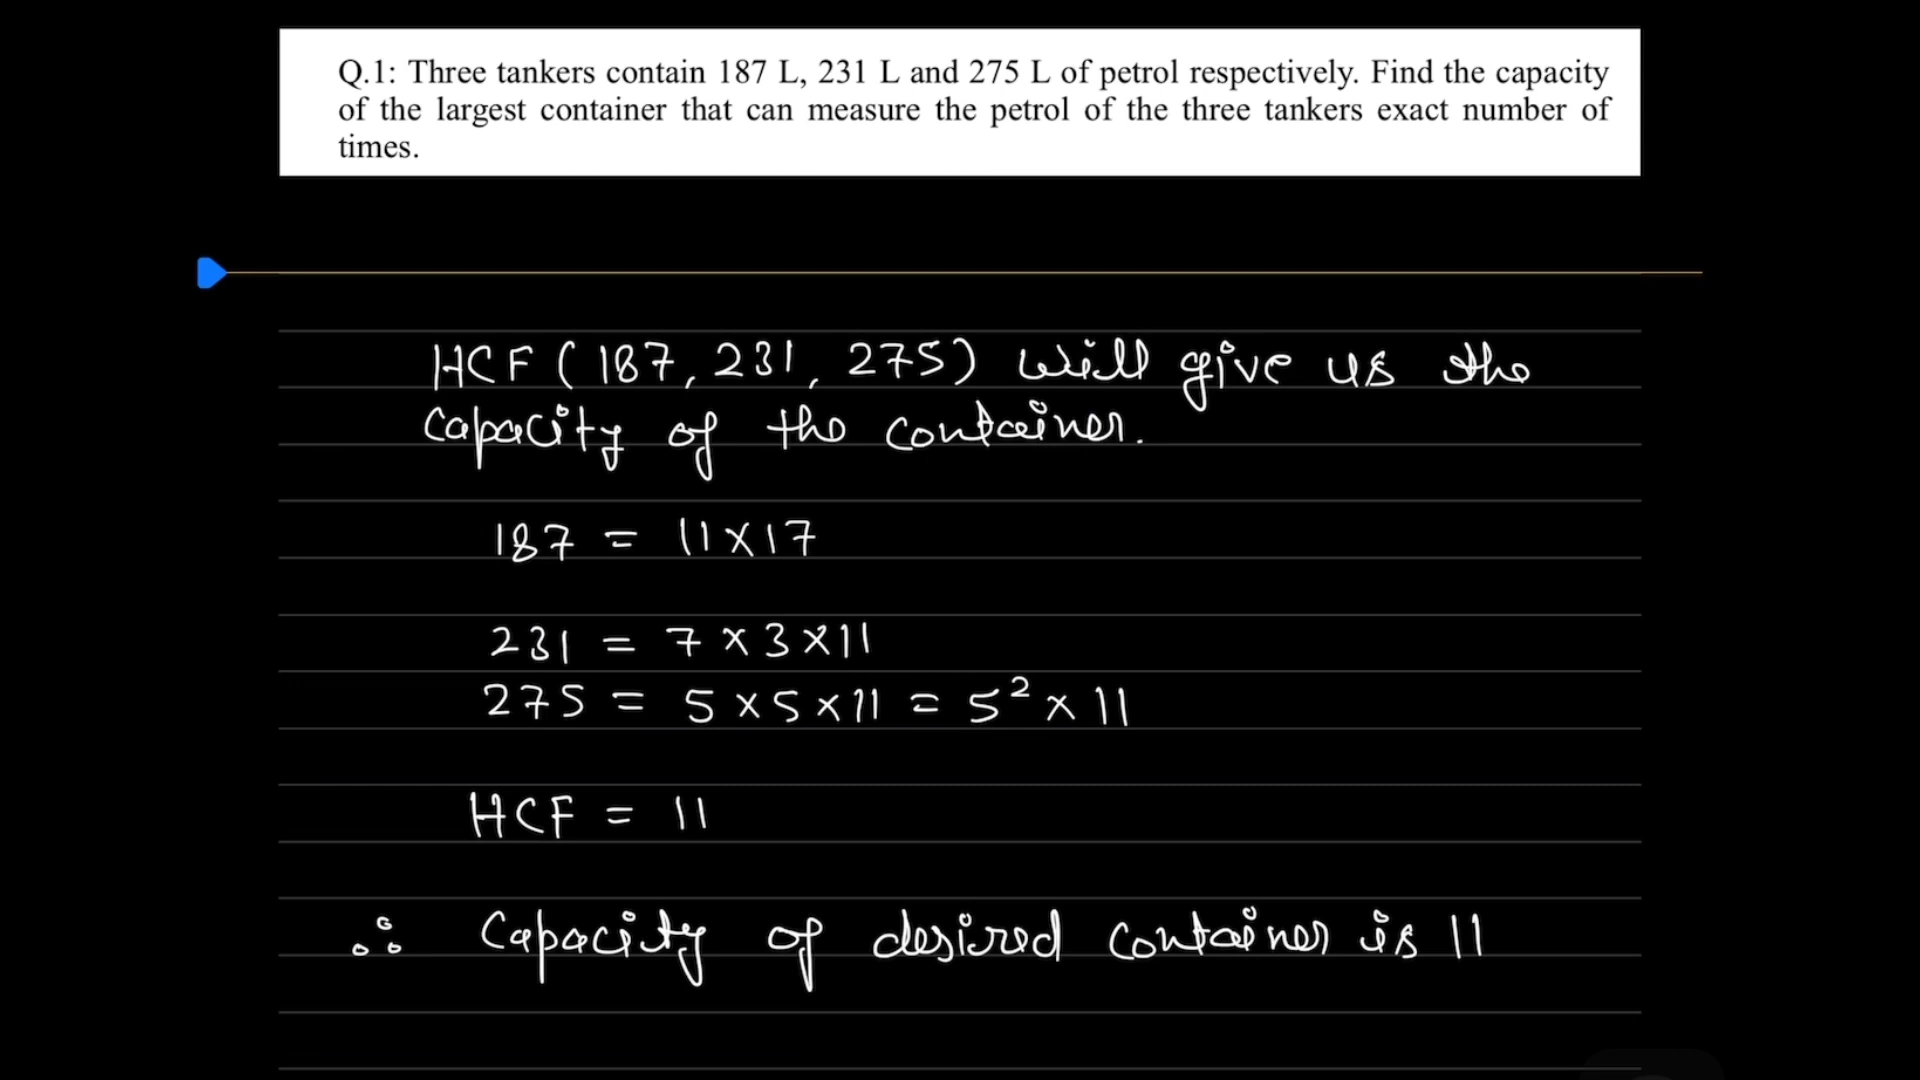 Q.1: Three tankers contain 187 L, 231 L and 275 L of petrol respectively. Find the capacity
of the largest container that can measure the petrol of the three tankers exact number of
times.
HCF (187, 231, 275) will give us the
capacity of the container.
187 = 11 × 17
231 = 7 × 3 × 11
275 = 5 × 5 × 11 = 5² × 11
HCF = 11
∴ Capacity of desired container is 11